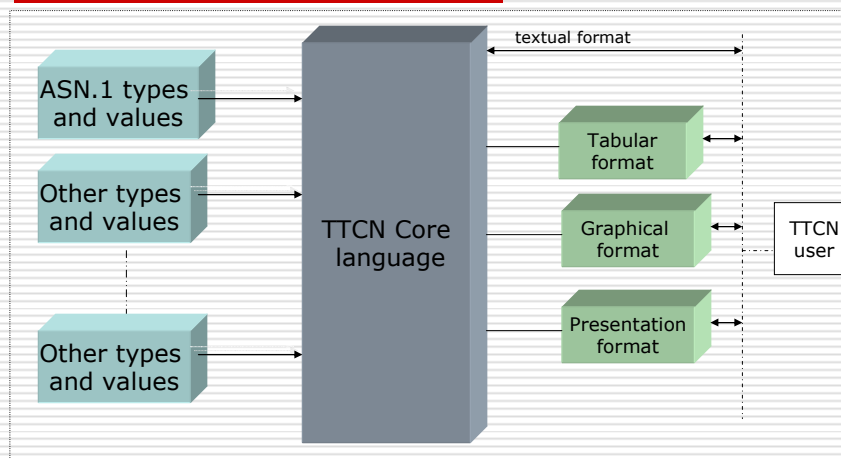 textual format
ASN.1 types
and values
Other types
and values
Other types
and values
TTCN Core
language
Tabular
format
Graphical
format
Presentation
format
TTCN
user